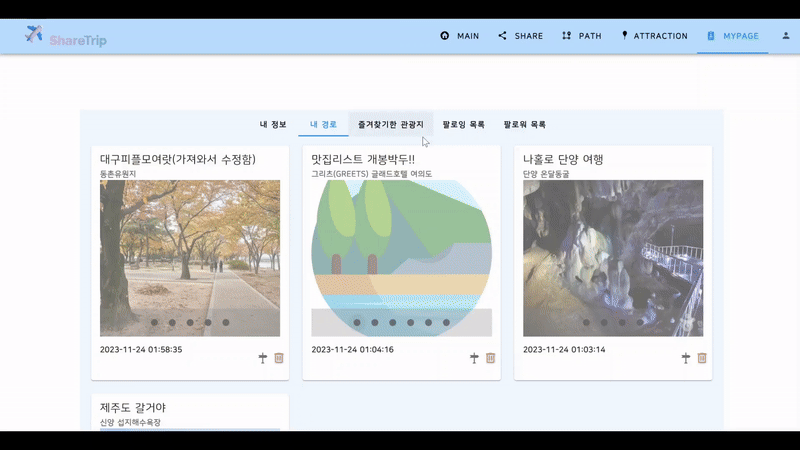 ShareTrip
MAIN
SHARE
PATH
ATTRACTION
MYPAGE
내 정보
내 경로
즐겨찾기한 관광지
팔로잉 목록
팔로워 목록
대구피플모여랏(가져와서 수정함)
동촌유원지
2023-11-24 01:58:35
맛집리스트 개봉박두!!
그리츠(GREETS) 글래드호텔 여의도
2023-11-24 01:04:16
나홀로 단양 여행
단양 온달동굴
2023-11-24 01:03:14
제주도 갈거야
신양 섭지해수욕장